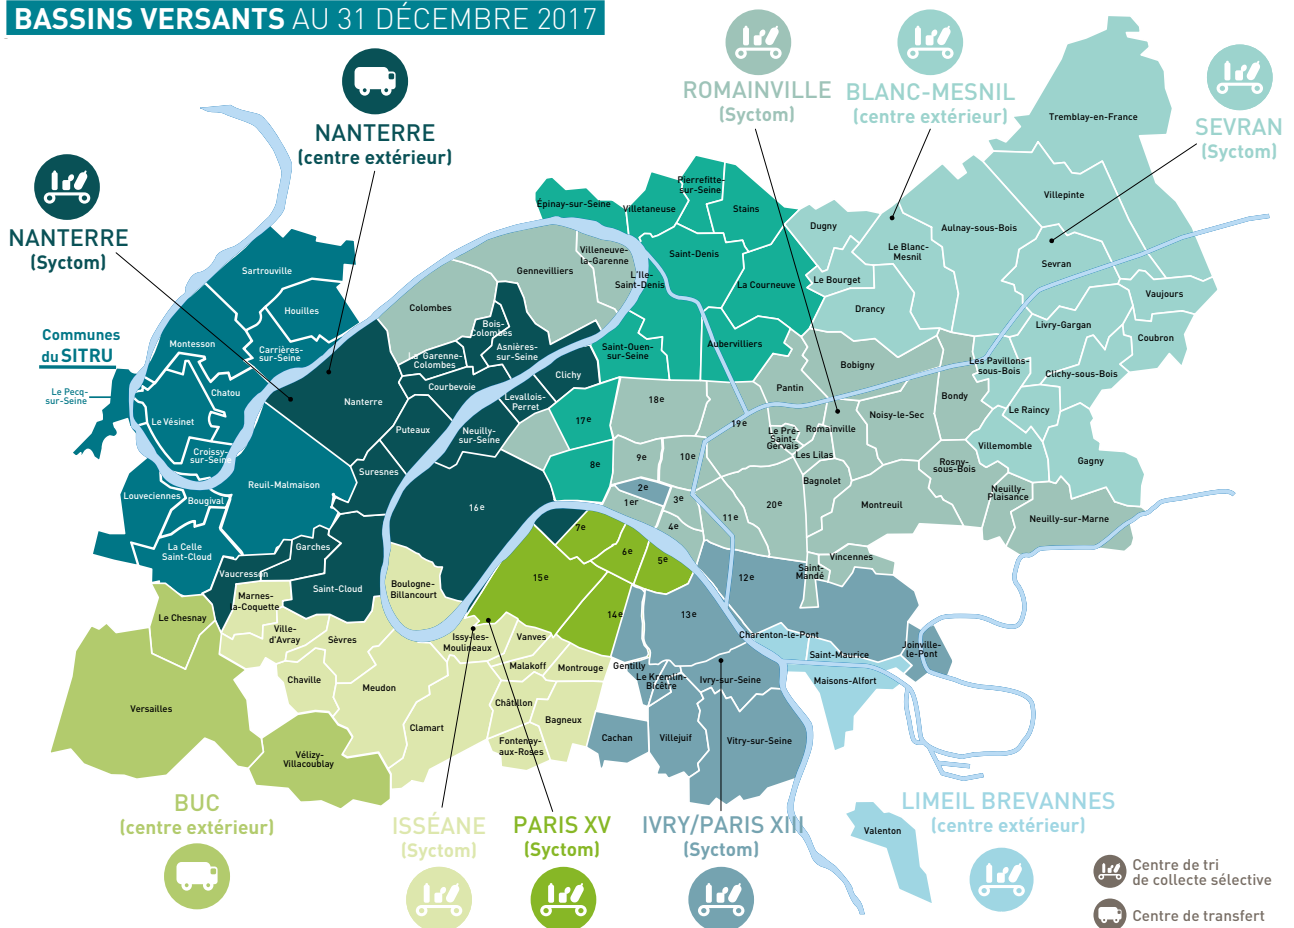 BASSINS VERSANTS AU 31 DÉCEMBRE 2017
NANTERRE
(centre extérieur)
NANTERRE
(Syctom)
ROMAINVILLE
(Syctom)
BLANC-MESNIL
(centre extérieur)
SEVRAN
(Syctom)
Communes
du SITRU
Le Pecq-
sur-Seine
Sartrouville
Houilles
Montesson
Carrières-
sur-Seine
Chatou
Le Vésinet
Croissy-
sur-Seine
Louveciennes
Bougival
La Celle
Saint-Cloud
Reuil-Malmaison
Nanterre
Colombes
Gennevilliers
Villeneuve-
la-Garenne
Bois-
Colombes
La Garenne-
Colombes
Asnières-
sur-Seine
Courbevoie
Clichy
Levallois-
Perret
Puteaux
Neuilly-
sur-Seine
Suresnes
Garches
Vaucresson
Saint-Cloud
Épinay-sur-Seine
Villetaneuse
Pierrefitte-
sur-Seine
Stains
Saint-Denis
L'Ile-
Saint-Denis
La Courneuve
Saint-Ouen-
sur-Seine
Aubervilliers
Dugny
Le Bourget
Le Blanc-
Mesnil
Drancy
Aulnay-sous-Bois
Tremblay-en-France
Villepinte
Sevran
Vaujours
Livry-Gargan
Coubron
Clichy-sous-Bois
Les Pavillons-
sous-Bois
Le Raincy
Villemomble
Gagny
Bobigny
Pantin
Bondy
Noisy-le-Sec
Romainville
Le Pré-
Saint-
Gervais
Les Lilas
Bagnolet
Rosny-
sous-Bois
Neuilly-
Plaisance
Neuilly-sur-Marne
Montreuil
Vincennes
Saint-
Mandé
16e
17e
18e
19e
8e
9e
10e
2e
1er
3e
4e
11e
20e
7e
6e
5e
15e
14e
13e
12e
Boulogne-
Billancourt
Marnes-
la-Coquette
Ville-
d'Avray
Sèvres
Le Chesnay
Versailles
Chaville
Meudon
Vélizy-
Villacoublay
Clamart
Issy-les-
Moulineaux
Vanves
Malakoff
Montrouge
Châtillon
Bagneux
Fontenay-
aux-Roses
Gentilly
Le Kremlin-
Bicêtre
Ivry-sur-Seine
Cachan
Villejuif
Vitry-sur-Seine
Charenton-le-Pont
Saint-Maurice
Joinville-
le-Pont
Maisons-Alfort
Valenton
BUC
(centre extérieur)
ISSÉANE
(Syctom)
PARIS XV
(Syctom)
IVRY/PARIS XIII
(Syctom)
LIMEIL BREVANNES
(centre extérieur)
Centre de tri
de collecte sélective
Centre de transfert